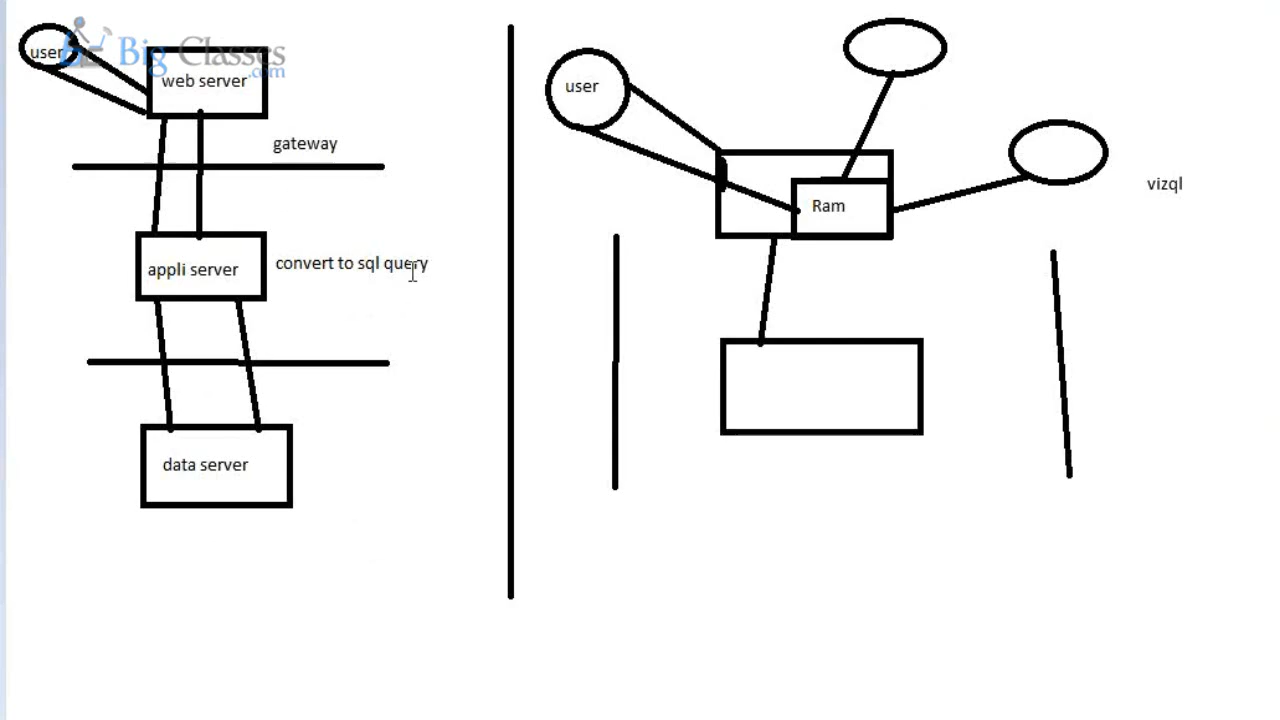 user
Big Classes
.com
web server
gateway
appli server
convert to sql query
data server
user
Ram
vizql